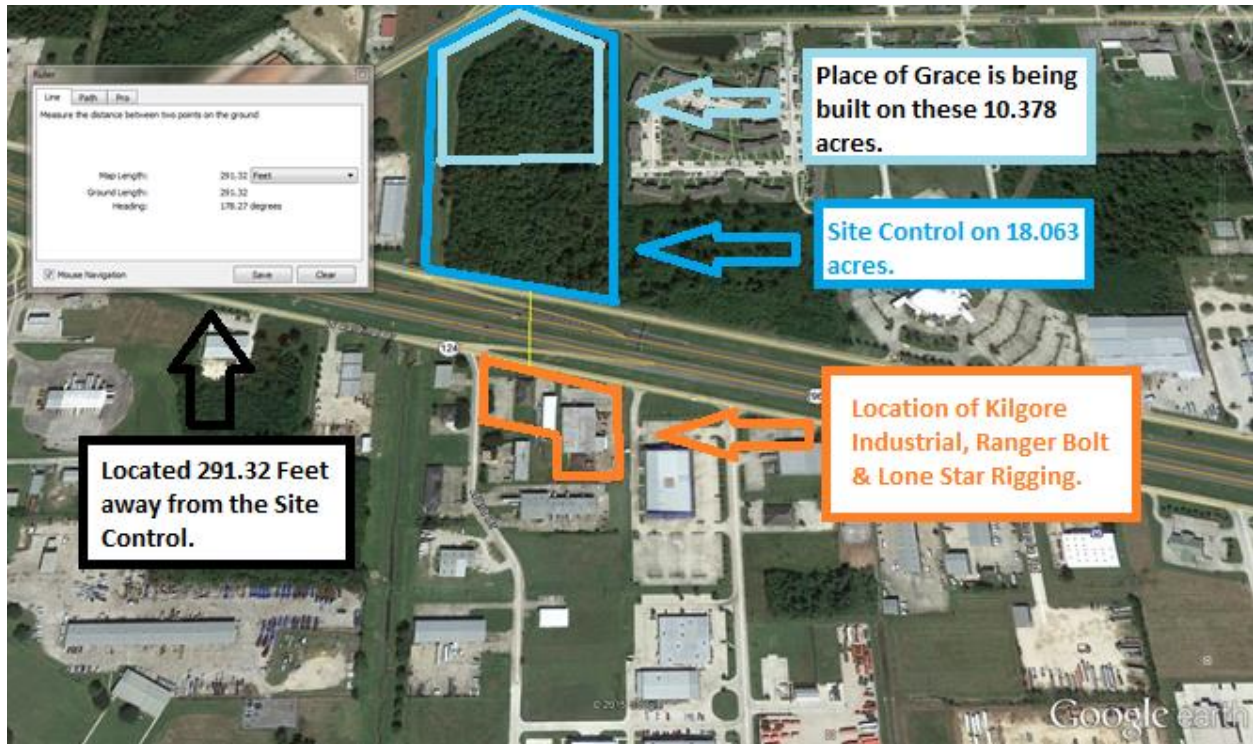 Ruler
Line Path Pro
Measure the distance between two points on the ground
Map Length: 291.32 Feet
Ground Length: 291.32
Heading: 178.27 degrees
Mouse Navigation Save Clear
Place of Grace is being
built on these 10.378
acres.
Site Control on 18.063
acres.
124
Location of Kilgore
Industrial, Ranger Bolt
& Lone Star Rigging.
Located 291.32 Feet
away from the Site
Control.
Google earth